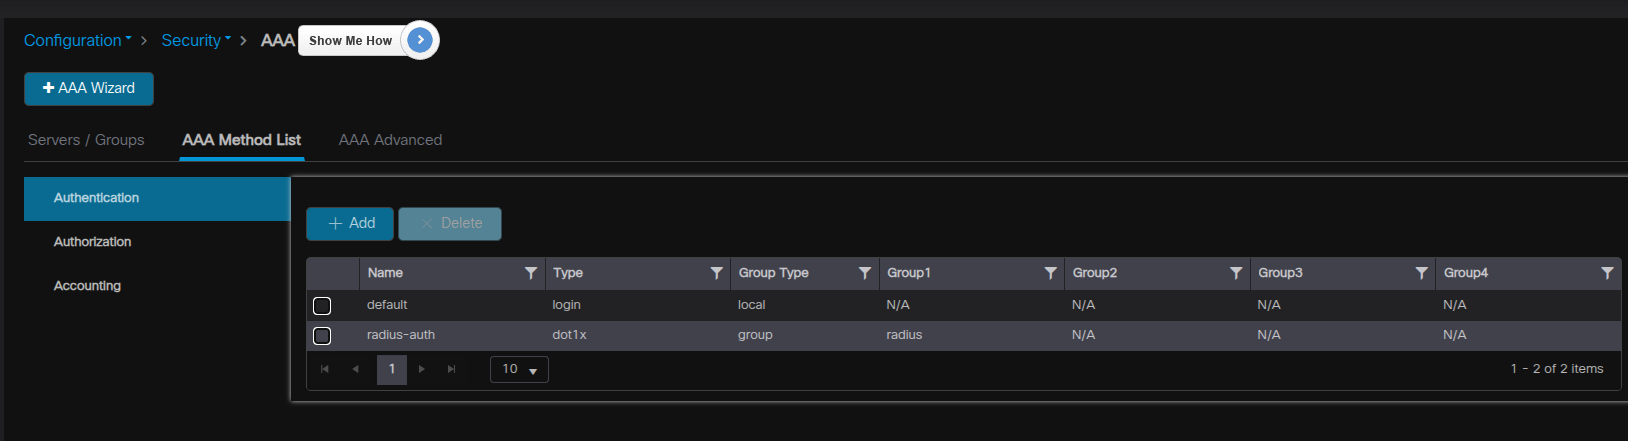 Configuration > Security > AAA Show Me How
+ AAA Wizard
Servers / Groups AAA Method List AAA Advanced
Authentication
Authorization
Accounting
+ Add × Delete
Name Type Group Type Group1 Group2 Group3 Group4
default login local N/A N/A N/A N/A
radius-auth dot1x group radius N/A N/A N/A
1 10 1 - 2 of 2 items